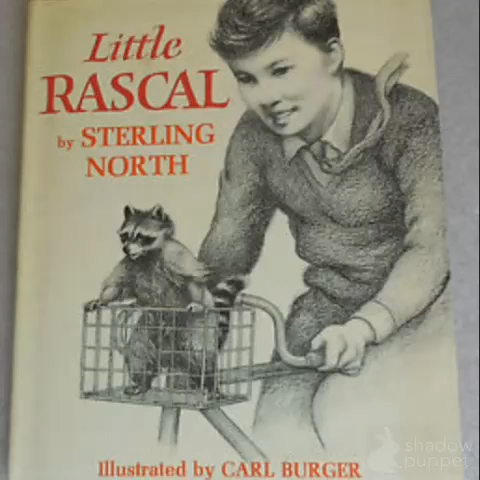 Little
RASCAL
by STERLING
NORTH
Illustrated by CARL BURGER
shadow
puppet